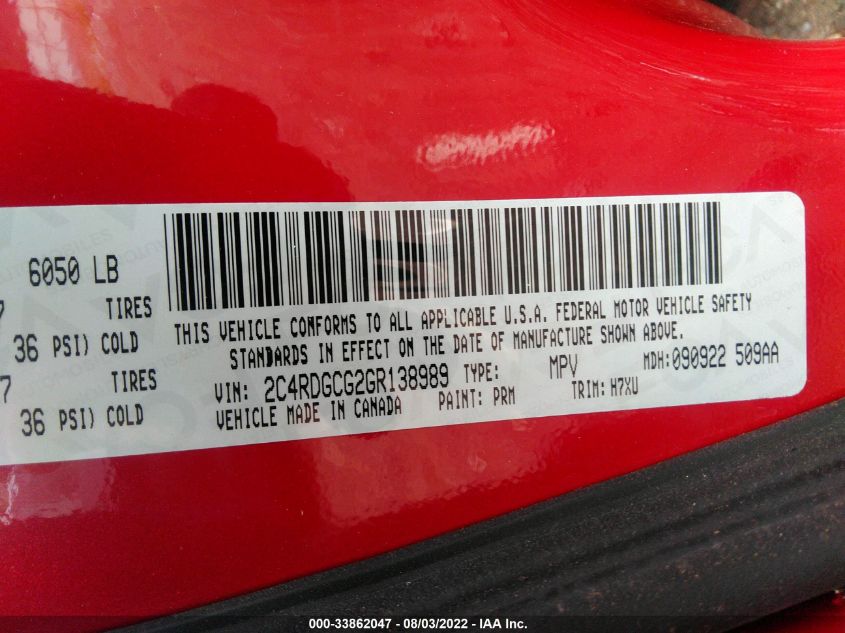 6050 LB
7 TIRES
36 PSI) COLD
7 TIRES
36 PSI) COLD
THIS VEHICLE CONFORMS TO ALL APPLICABLE U.S.A. FEDERAL MOTOR VEHICLE SAFETY
STANDARDS IN EFFECT ON THE DATE OF MANUFACTURE SHOWN ABOVE.
VIN: 2C4RDGCG2GR138989 TYPE: MPV MDH:090922 509AA
VEHICLE MADE IN CANADA PAINT: PRM TRIM: H7XU
000-33862047 - 08/03/2022 - IAA Inc.